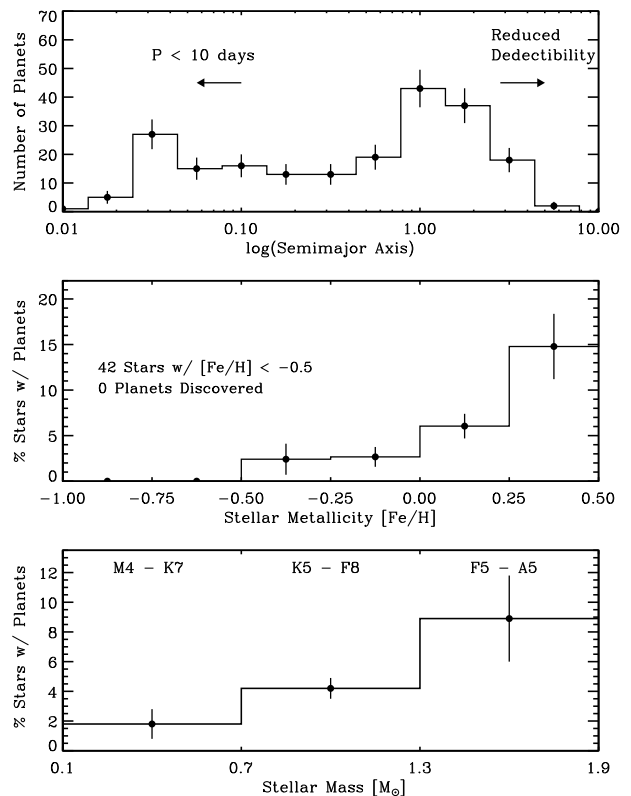 70
60
50
40
30
20
10
0
Number of Planets
P < 10 days
Reduced
Dedectibility
0.01 0.10 1.00 10.00
log(Semimajor Axis)
20
15
10
5
0
% Stars w/ Planets
42 Stars w/ [Fe/H] < −0.5
0 Planets Discovered
−1.00 −0.75 −0.50 −0.25 0.00 0.25 0.50
Stellar Metallicity [Fe/H]
12
10
8
6
4
2
0
% Stars w/ Planets
M4 − K7 K5 − F8 F5 − A5
0.1 0.7 1.3 1.9
Stellar Mass [M☉]